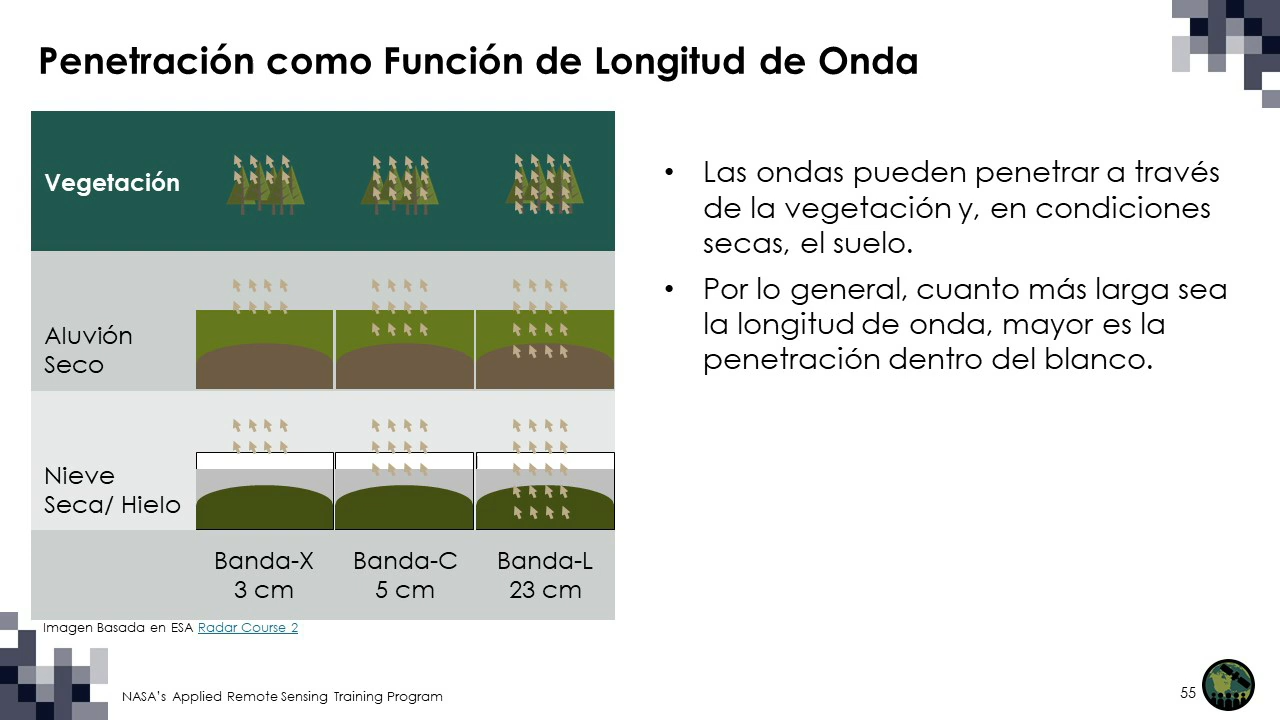 Penetración como Función de Longitud de Onda
Vegetación
Aluvión
Seco
Nieve
Seca/ Hielo
Banda-X
3 cm
Banda-C
5 cm
Banda-L
23 cm
Imagen Basada en ESA Radar Course 2
• Las ondas pueden penetrar a través
de la vegetación y, en condiciones
secas, el suelo.
• Por lo general, cuanto más larga sea
la longitud de onda, mayor es la
penetración dentro del blanco.
NASA's Applied Remote Sensing Training Program
55